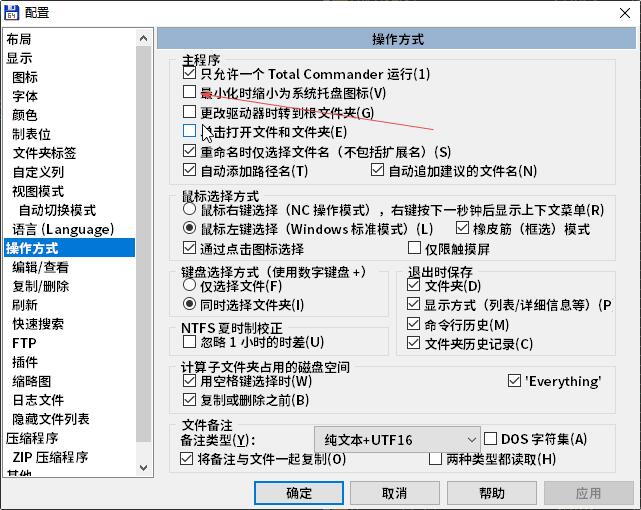 配置
布局
显示
图标
字体
颜色
制表位
文件夹标签
自定义列
视图模式
自动切换模式
语言 (Language)
操作方式
编辑/查看
复制/删除
刷新
快速搜索
FTP
插件
缩略图
日志文件
隐藏文件列表
压缩程序
ZIP 压缩程序
其他
操作方式
主程序
只允许一个 Total Commander 运行(1)
最小化时缩小为系统托盘图标(V)
更改驱动器时转到根文件夹(G)
击打开文件和文件夹(E)
重命名时仅选择文件名（不包括扩展名）(S)
自动添加路径名(T) 自动追加建议的文件名(N)
鼠标选择方式
鼠标右键选择（NC 操作模式），右键按下一秒钟后显示上下文菜单(R)
鼠标左键选择（Windows 标准模式）(L) 橡皮筋（框选）模式
通过点击图标选择 仅限触摸屏
键盘选择方式（使用数字键盘 +）
仅选择文件(F)
同时选择文件夹(I)
NTFS 夏时制校正
忽略 1 小时的时差(U)
退出时保存
文件夹(D)
显示方式（列表/详细信息等）(P
命令行历史(M)
文件夹历史记录(C)
计算子文件夹占用的磁盘空间
用空格键选择时(W) 'Everything'
复制或删除之前(B)
文件备注
备注类型(Y): 纯文本+UTF16 DOS 字符集(A)
将备注与文件一起复制(O) 两种类型都读取(H)
确定 取消 帮助 应用